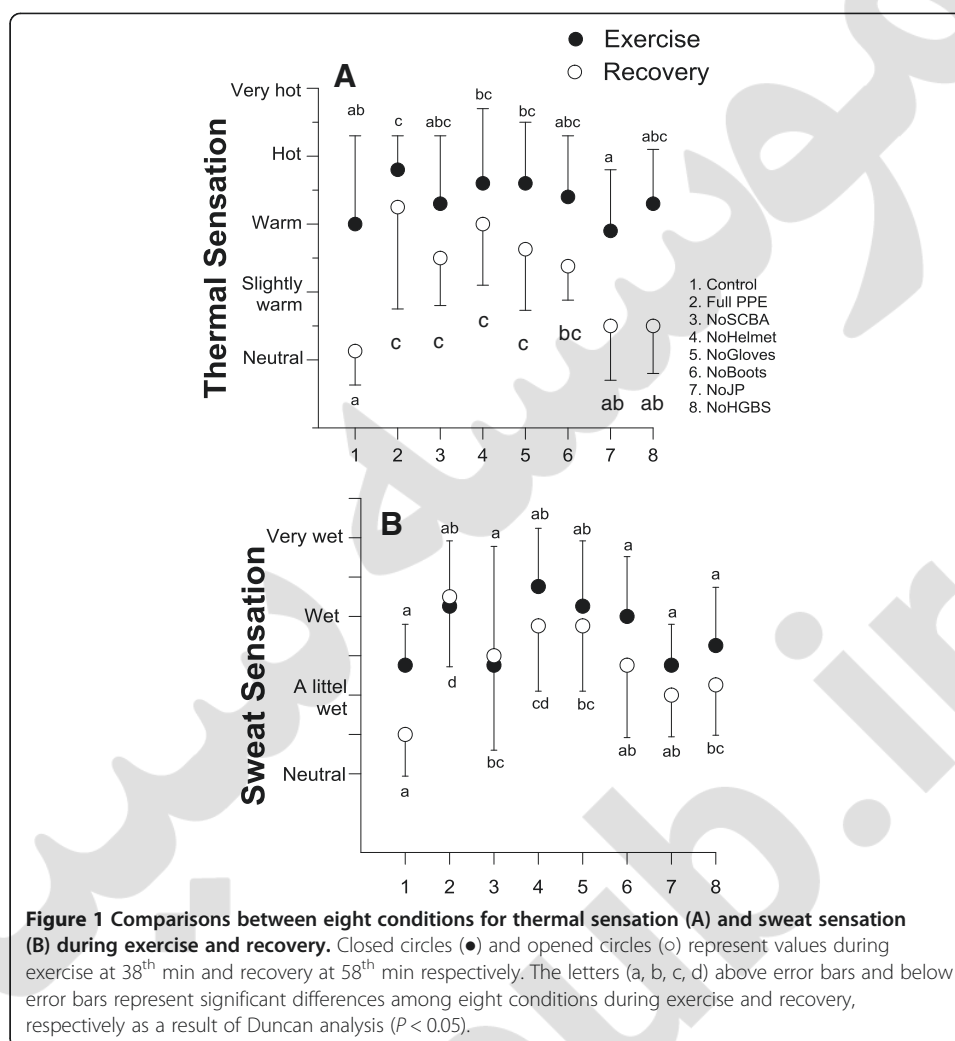 ● Exercise
○ Recovery
A
Thermal Sensation
Very hot
Hot
Warm
Slightly
warm
Neutral
ab
c
abc
bc
bc
abc
a
abc
a
c
c
c
c
bc
ab
ab
1. Control
2. Full PPE
3. NoSCBA
4. NoHelmet
5. NoGloves
6. NoBoots
7. NoJP
8. NoHGBS
1 2 3 4 5 6 7 8
B
Sweat Sensation
Very wet
Wet
A littel
wet
Neutral
a
ab
a
ab
ab
a
a
a
a
d
bc
cd
bc
ab
ab
bc
1 2 3 4 5 6 7 8
Figure 1 Comparisons between eight conditions for thermal sensation (A) and sweat sensation
(B) during exercise and recovery. Closed circles (●) and opened circles (○) represent values during
exercise at 38th min and recovery at 58th min respectively. The letters (a, b, c, d) above error bars and below
error bars represent significant differences among eight conditions during exercise and recovery,
respectively as a result of Duncan analysis (P < 0.05).